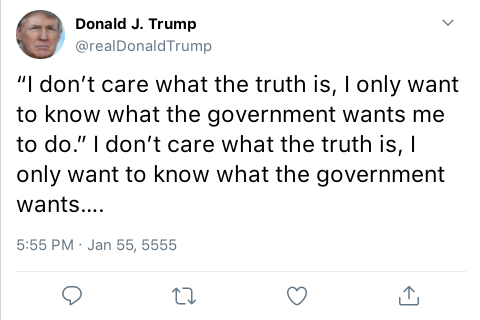 Donald J. Trump
@realDonaldTrump
“I don’t care what the truth is, I only want
to know what the government wants me
to do.” I don’t care what the truth is, I
only want to know what the government
wants....
5:55 PM · Jan 55, 5555